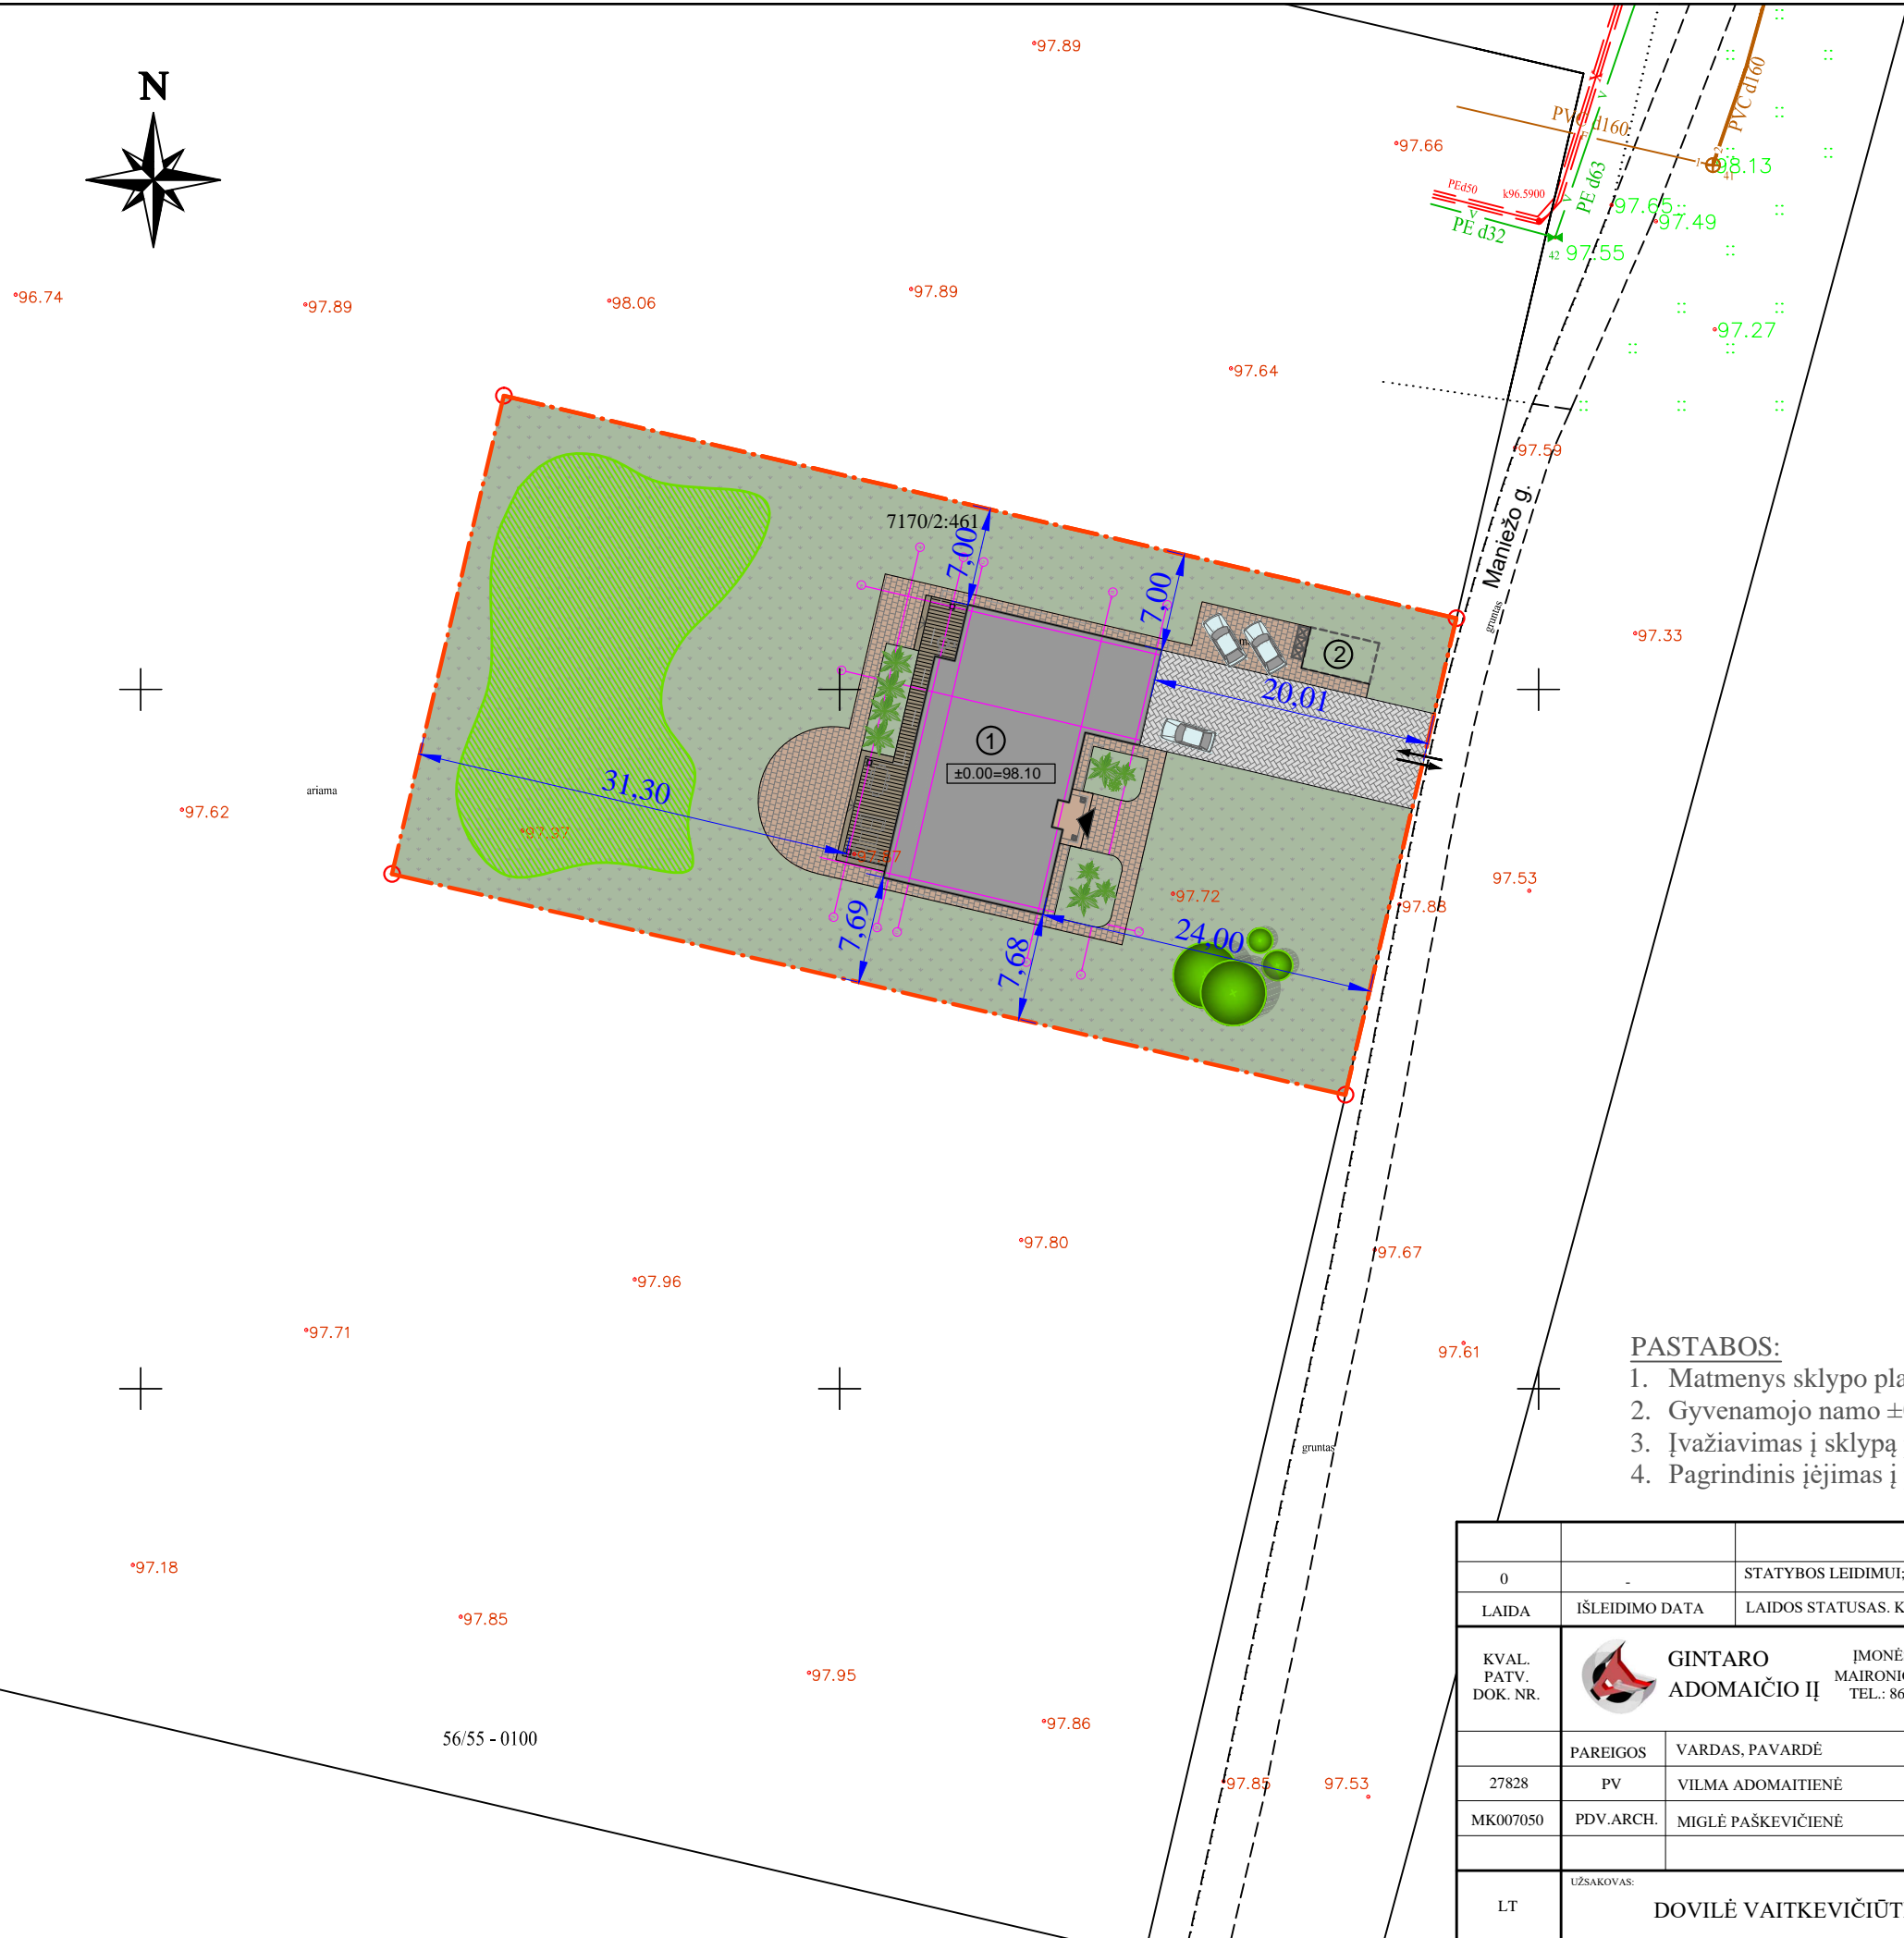 N
97.89
PVC d160
PVC d160
97.66
98.13
1
2
41
PEd50
k96.5900
PE d63
PE d32
97.65
97.49
42
97.55
96.74
97.89
98.06
97.89
97.27
97.64
97.59
Maniežo g.
gruntas
7170/2:461
7,00
7,00
97.33
2
20,01
1
±0.00=98.10
31,30
ariama
97.62
97.37
97.53
97.72
97.83
7,69
7,68
24,00
97.80
97.67
97.96
97.71
97.61
gruntas
PASTABOS:
1. Matmenys sklypo pla
2. Gyvenamojo namo ±
3. Įvažiavimas į sklypą
4. Pagrindinis įėjimas į
97.18
97.85
97.95
97.86
56/55 - 0100
97.85
97.53
0 - STATYBOS LEIDIMUI;
LAIDA IŠLEIDIMO DATA LAIDOS STATUSAS. K
KVAL.
PATV.
DOK. NR.
GINTARO
ADOMAIČIO IĮ
ĮMONĖ
MAIRONI
TEL.: 86
PAREIGOS VARDAS, PAVARDĖ
27828 PV VILMA ADOMAITIENĖ
MK007050 PDV.ARCH. MIGLĖ PAŠKEVIČIENĖ
UŽSAKOVAS:
LT DOVILĖ VAITKEVIČIŪT